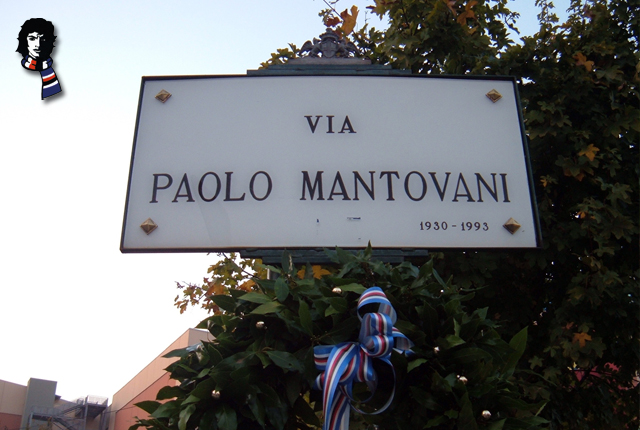 VIA
PAOLO MANTOVANI
1930 - 1993